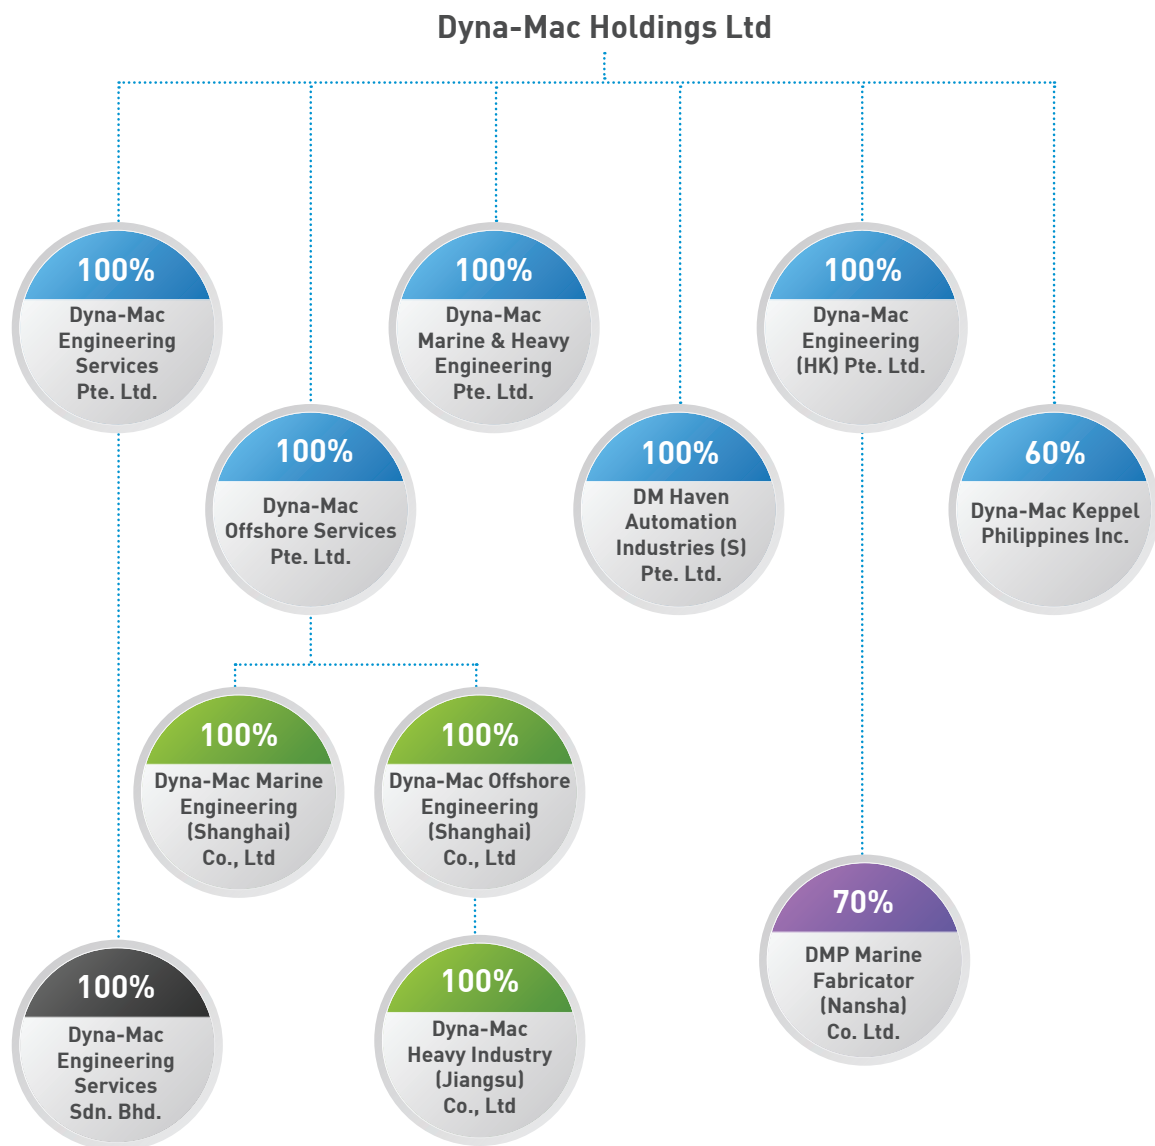 Dyna-Mac Holdings Ltd
100%
Dyna-Mac
Engineering
Services
Pte. Ltd.
100%
Dyna-Mac
Marine & Heavy
Engineering
Pte. Ltd.
100%
Dyna-Mac
Engineering
(HK) Pte. Ltd.
100%
Dyna-Mac
Offshore Services
Pte. Ltd.
100%
DM Haven
Automation
Industries (S)
Pte. Ltd.
60%
Dyna-Mac Keppel
Philippines Inc.
100%
Dyna-Mac Marine
Engineering
(Shanghai)
Co., Ltd
100%
Dyna-Mac Offshore
Engineering
(Shanghai)
Co., Ltd
70%
DMP Marine
Fabricator
(Nansha)
Co. Ltd.
100%
Dyna-Mac
Engineering
Services
Sdn. Bhd.
100%
Dyna-Mac
Heavy Industry
(Jiangsu)
Co., Ltd